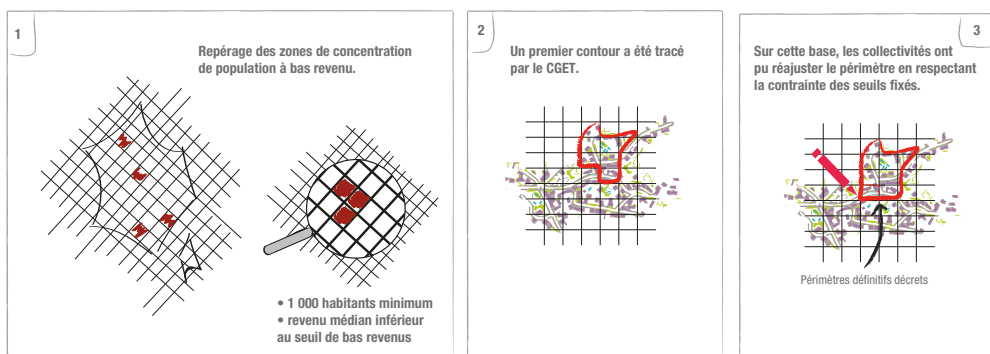 1
Repérage des zones de concentration
de population à bas revenu.
• 1 000 habitants minimum
• revenu médian inférieur
au seuil de bas revenus
2
Un premier contour a été tracé
par le CGET.
3
Sur cette base, les collectivités ont
pu réajuster le périmètre en respectant
la contrainte des seuils fixés.
Périmètres définitifs décrets